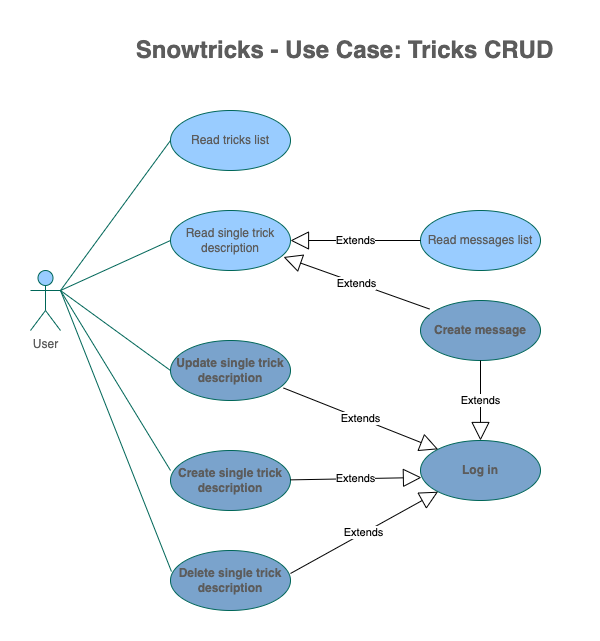 Snowtricks - Use Case: Tricks CRUD
Read tricks list
Read single trick
description
Extends
Read messages list
Extends
Create message
User
Update single trick
description
Extends
Extends
Create single trick
description
Extends
Log in
Extends
Delete single trick
description